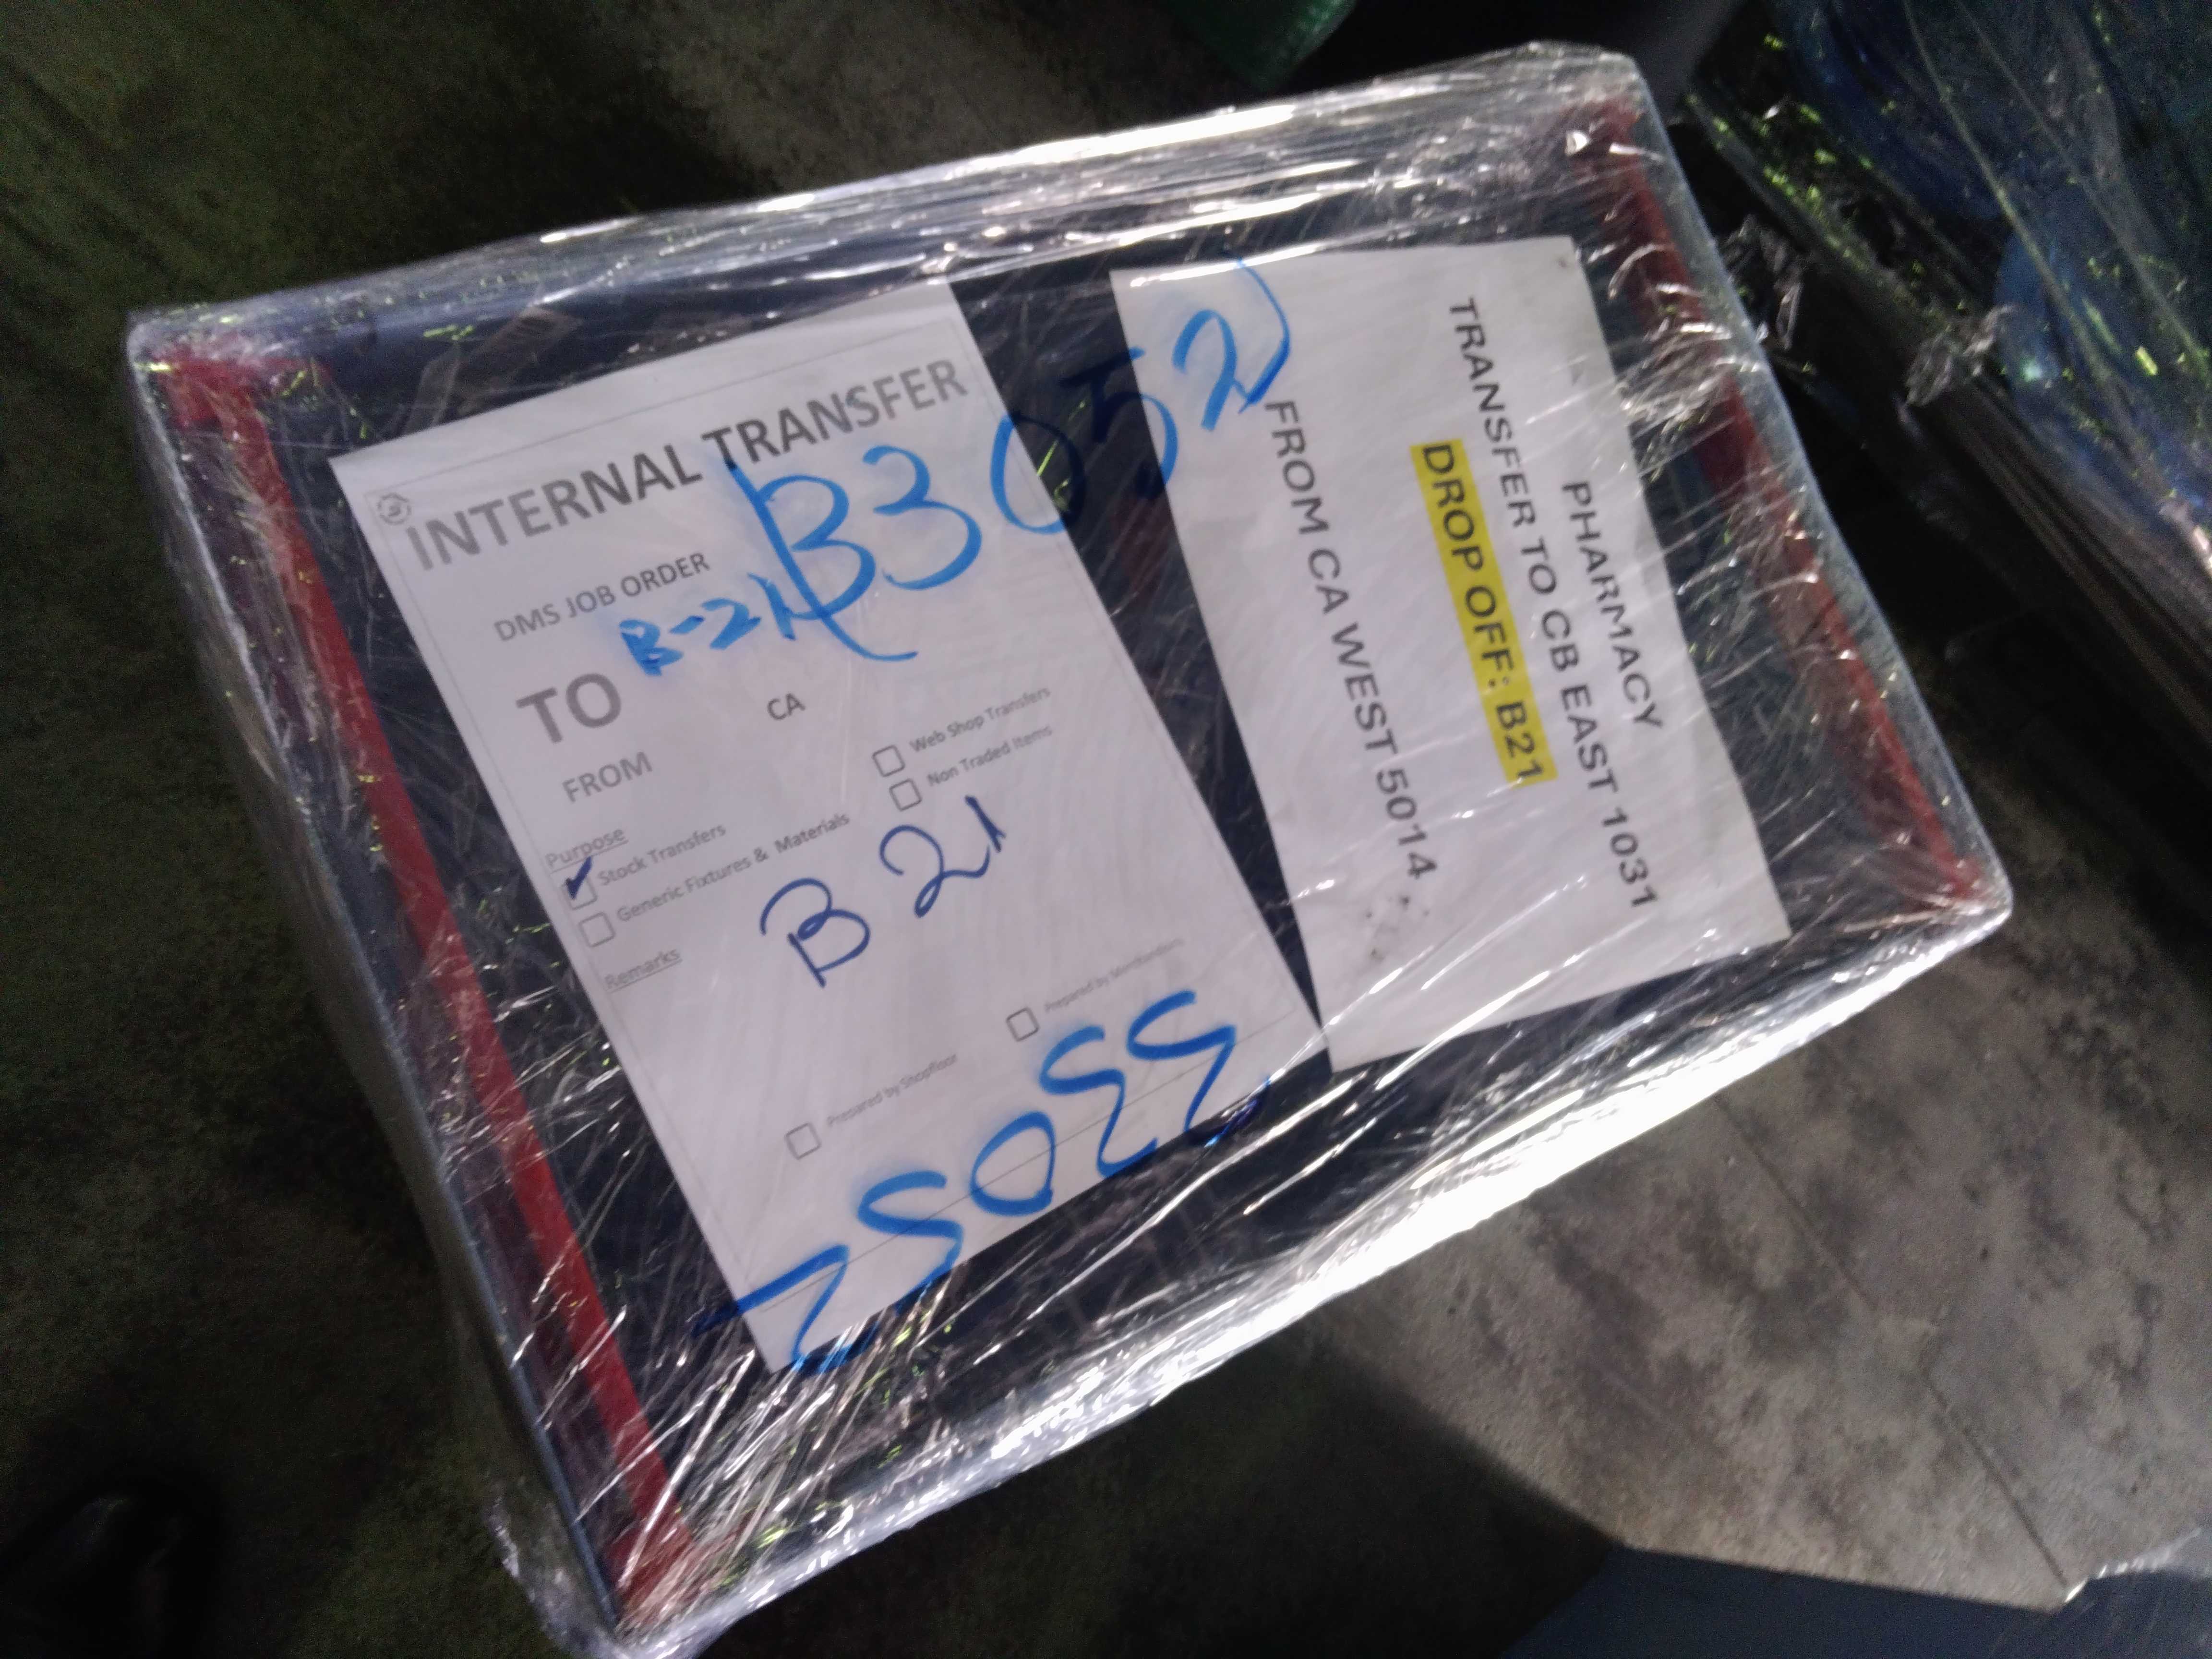 INTERNAL TRANSFER
B3052
DMS JOB ORDER
TO B-21
CA
FROM
Purpose
Stock Transfers
Web Shop Transfers
Generic Fixtures & Materials
Non Traded Items
Remarks
B 21
Prepared by Shopfloor
PHARMACY
TRANSFER TO CB EAST 1031
DROP OFF: B21
FROM CA WEST 5014